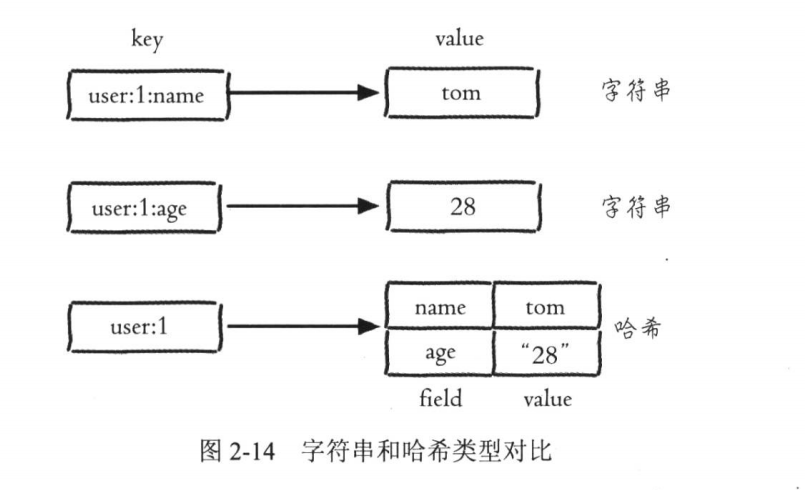 key value
user:1:name tom 字符串
user:1:age 28 字符串
user:1 name tom 哈希
age “28”
field value
图 2-14 字符串和哈希类型对比